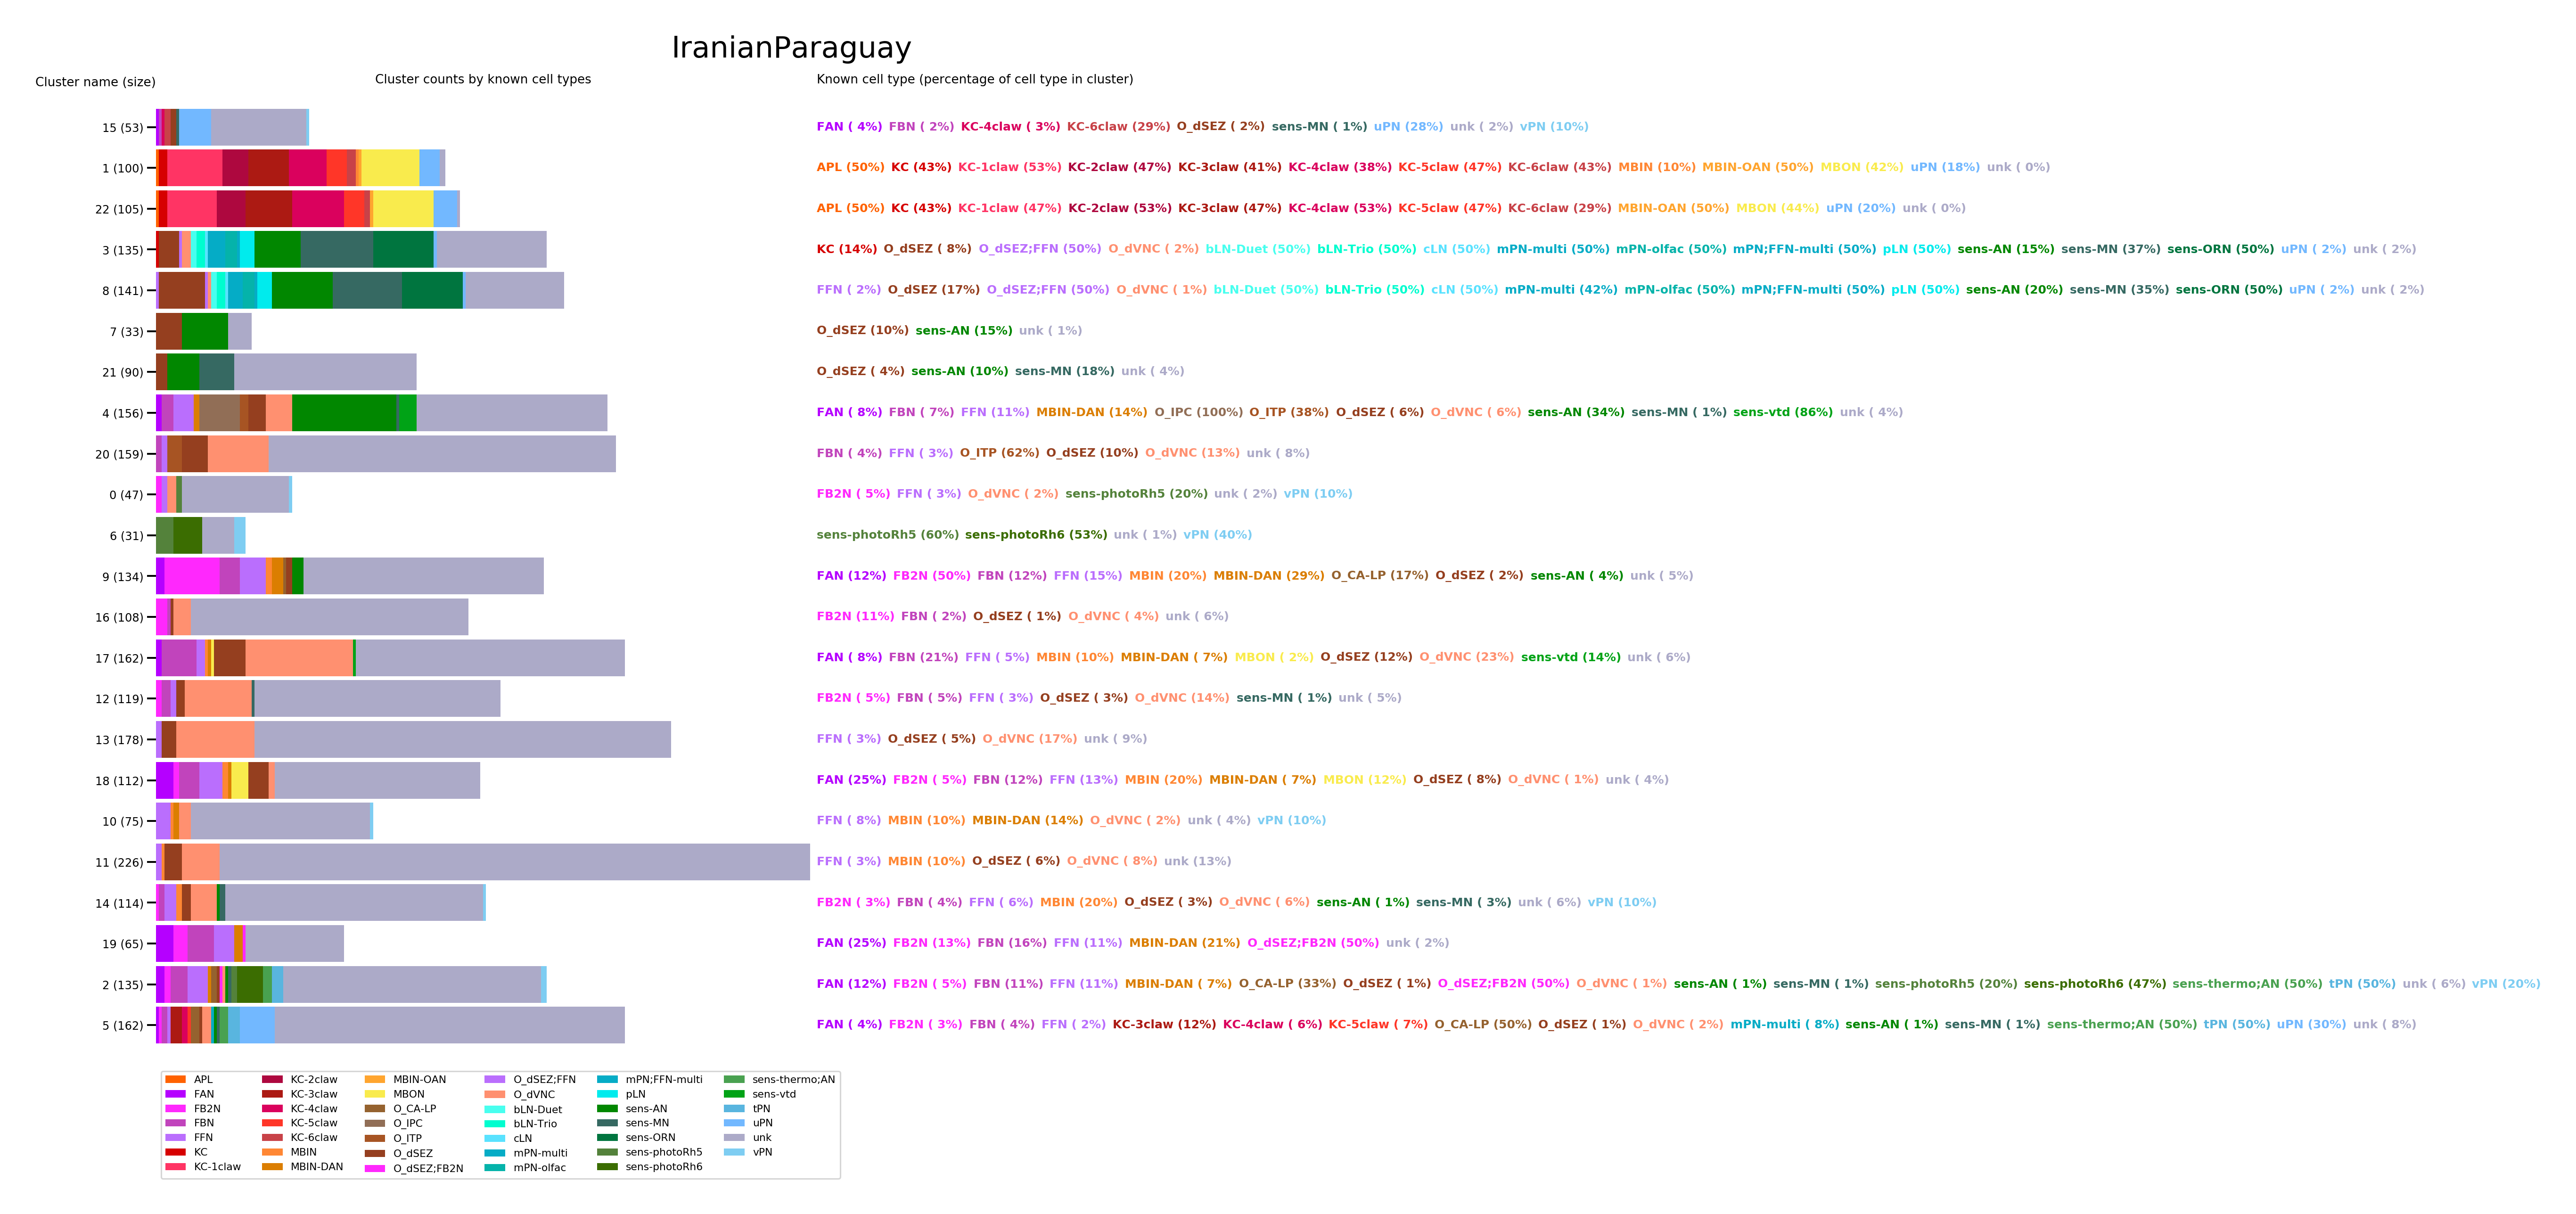 IranianParaguay
Cluster name (size)
Cluster counts by known cell types
Known cell type (percentage of cell type in cluster)
15 (53) FAN ( 4%) FBN ( 2%) KC-4claw ( 3%) KC-6claw (29%) O_dSEZ ( 2%) sens-MN ( 1%) uPN (28%) unk ( 2%) vPN (10%)
1 (100) APL (50%) KC (43%) KC-1claw (53%) KC-2claw (47%) KC-3claw (41%) KC-4claw (38%) KC-5claw (47%) KC-6claw (43%) MBIN (10%) MBIN-OAN (50%) MBON (42%) uPN (18%) unk ( 0%)
22 (105) APL (50%) KC (43%) KC-1claw (47%) KC-2claw (53%) KC-3claw (47%) KC-4claw (53%) KC-5claw (47%) KC-6claw (29%) MBIN-OAN (50%) MBON (44%) uPN (20%) unk ( 0%)
3 (135) KC (14%) O_dSEZ ( 8%) O_dSEZ;FFN (50%) O_dVNC ( 2%) bLN-Duet (50%) bLN-Trio (50%) cLN (50%) mPN-multi (50%) mPN-olfac (50%) mPN;FFN-multi (50%) pLN (50%) sens-AN (15%) sens-MN (37%) sens-ORN (50%) uPN ( 2%) unk ( 2%)
8 (141) FFN ( 2%) O_dSEZ (17%) O_dSEZ;FFN (50%) O_dVNC ( 1%) bLN-Duet (50%) bLN-Trio (50%) cLN (50%) mPN-multi (42%) mPN-olfac (50%) mPN;FFN-multi (50%) pLN (50%) sens-AN (20%) sens-MN (35%) sens-ORN (50%) uPN ( 2%) unk ( 2%)
7 (33) O_dSEZ (10%) sens-AN (15%) unk ( 1%)
21 (90) O_dSEZ ( 4%) sens-AN (10%) sens-MN (18%) unk ( 4%)
4 (156) FAN ( 8%) FBN ( 7%) FFN (11%) MBIN-DAN (14%) O_IPC (100%) O_ITP (38%) O_dSEZ ( 6%) O_dVNC ( 6%) sens-AN (34%) sens-MN ( 1%) sens-vtd (86%) unk ( 4%)
20 (159) FBN ( 4%) FFN ( 3%) O_ITP (62%) O_dSEZ (10%) O_dVNC (13%) unk ( 8%)
0 (47) FB2N ( 5%) FFN ( 3%) O_dVNC ( 2%) sens-photoRh5 (20%) unk ( 2%) vPN (10%)
6 (31) sens-photoRh5 (60%) sens-photoRh6 (53%) unk ( 1%) vPN (40%)
9 (134) FAN (12%) FB2N (50%) FBN (12%) FFN (15%) MBIN (20%) MBIN-DAN (29%) O_CA-LP (17%) O_dSEZ ( 2%) sens-AN ( 4%) unk ( 5%)
16 (108) FB2N (11%) FBN ( 2%) O_dSEZ ( 1%) O_dVNC ( 4%) unk ( 6%)
17 (162) FAN ( 8%) FBN (21%) FFN ( 5%) MBIN (10%) MBIN-DAN ( 7%) MBON ( 2%) O_dSEZ (12%) O_dVNC (23%) sens-vtd (14%) unk ( 6%)
12 (119) FB2N ( 5%) FBN ( 5%) FFN ( 3%) O_dSEZ ( 3%) O_dVNC (14%) sens-MN ( 1%) unk ( 5%)
13 (178) FFN ( 3%) O_dSEZ ( 5%) O_dVNC (17%) unk ( 9%)
18 (112) FAN (25%) FB2N ( 5%) FBN (12%) FFN (13%) MBIN (20%) MBIN-DAN ( 7%) MBON (12%) O_dSEZ ( 8%) O_dVNC ( 1%) unk ( 4%)
10 (75) FFN ( 8%) MBIN (10%) MBIN-DAN (14%) O_dVNC ( 2%) unk ( 4%) vPN (10%)
11 (226) FFN ( 3%) MBIN (10%) O_dSEZ ( 6%) O_dVNC ( 8%) unk (13%)
14 (114) FB2N ( 3%) FBN ( 4%) FFN ( 6%) MBIN (20%) O_dSEZ ( 3%) O_dVNC ( 6%) sens-AN ( 1%) sens-MN ( 3%) unk ( 6%) vPN (10%)
19 (65) FAN (25%) FB2N (13%) FBN (16%) FFN (11%) MBIN-DAN (21%) O_dSEZ;FB2N (50%) unk ( 2%)
2 (135) FAN (12%) FB2N ( 5%) FBN (11%) FFN (11%) MBIN-DAN ( 7%) O_CA-LP (33%) O_dSEZ ( 1%) O_dSEZ;FB2N (50%) O_dVNC ( 1%) sens-AN ( 1%) sens-MN ( 1%) sens-photoRh5 (20%) sens-photoRh6 (47%) sens-thermo;AN (50%) tPN (50%) unk ( 6%) vPN (20%)
5 (162) FAN ( 4%) FB2N ( 3%) FBN ( 4%) FFN ( 2%) KC-3claw (12%) KC-4claw ( 6%) KC-5claw ( 7%) O_CA-LP (50%) O_dSEZ ( 1%) O_dVNC ( 2%) mPN-multi ( 8%) sens-AN ( 1%) sens-MN ( 1%) sens-thermo;AN (50%) tPN (50%) uPN (30%) unk ( 8%)
APL KC-2claw MBIN-OAN O_dSEZ;FFN mPN;FFN-multi sens-thermo;AN
FAN KC-3claw MBON O_dVNC pLN sens-vtd
FB2N KC-4claw O_CA-LP bLN-Duet sens-AN tPN
FBN KC-5claw O_IPC bLN-Trio sens-MN uPN
FFN KC-6claw O_ITP cLN sens-ORN unk
KC MBIN O_dSEZ mPN-multi sens-photoRh5 vPN
KC-1claw MBIN-DAN O_dSEZ;FB2N mPN-olfac sens-photoRh6